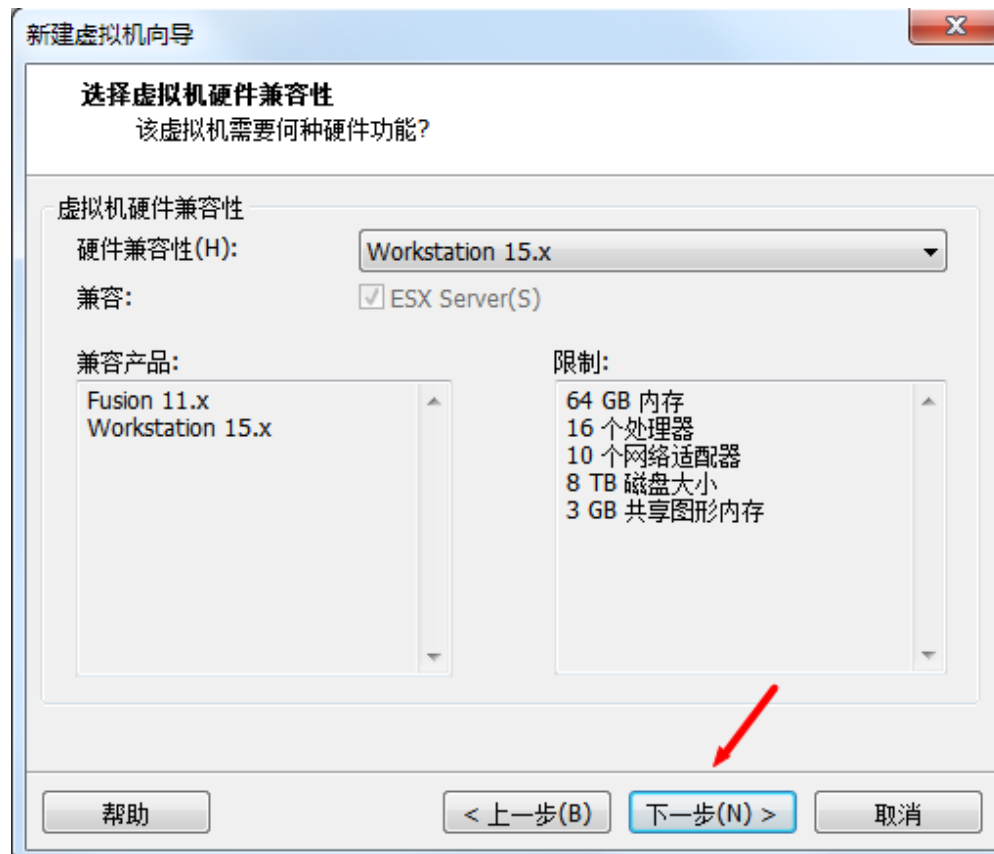 新建虚拟机向导
选择虚拟机硬件兼容性
该虚拟机需要何种硬件功能?
虚拟机硬件兼容性
硬件兼容性(H):
Workstation 15.x
兼容:
ESX Server(S)
兼容产品:
Fusion 11.x
Workstation 15.x
限制:
64 GB 内存
16 个处理器
10 个网络适配器
8 TB 磁盘大小
3 GB 共享图形内存
帮助
< 上一步(B)
下一步(N) >
取消